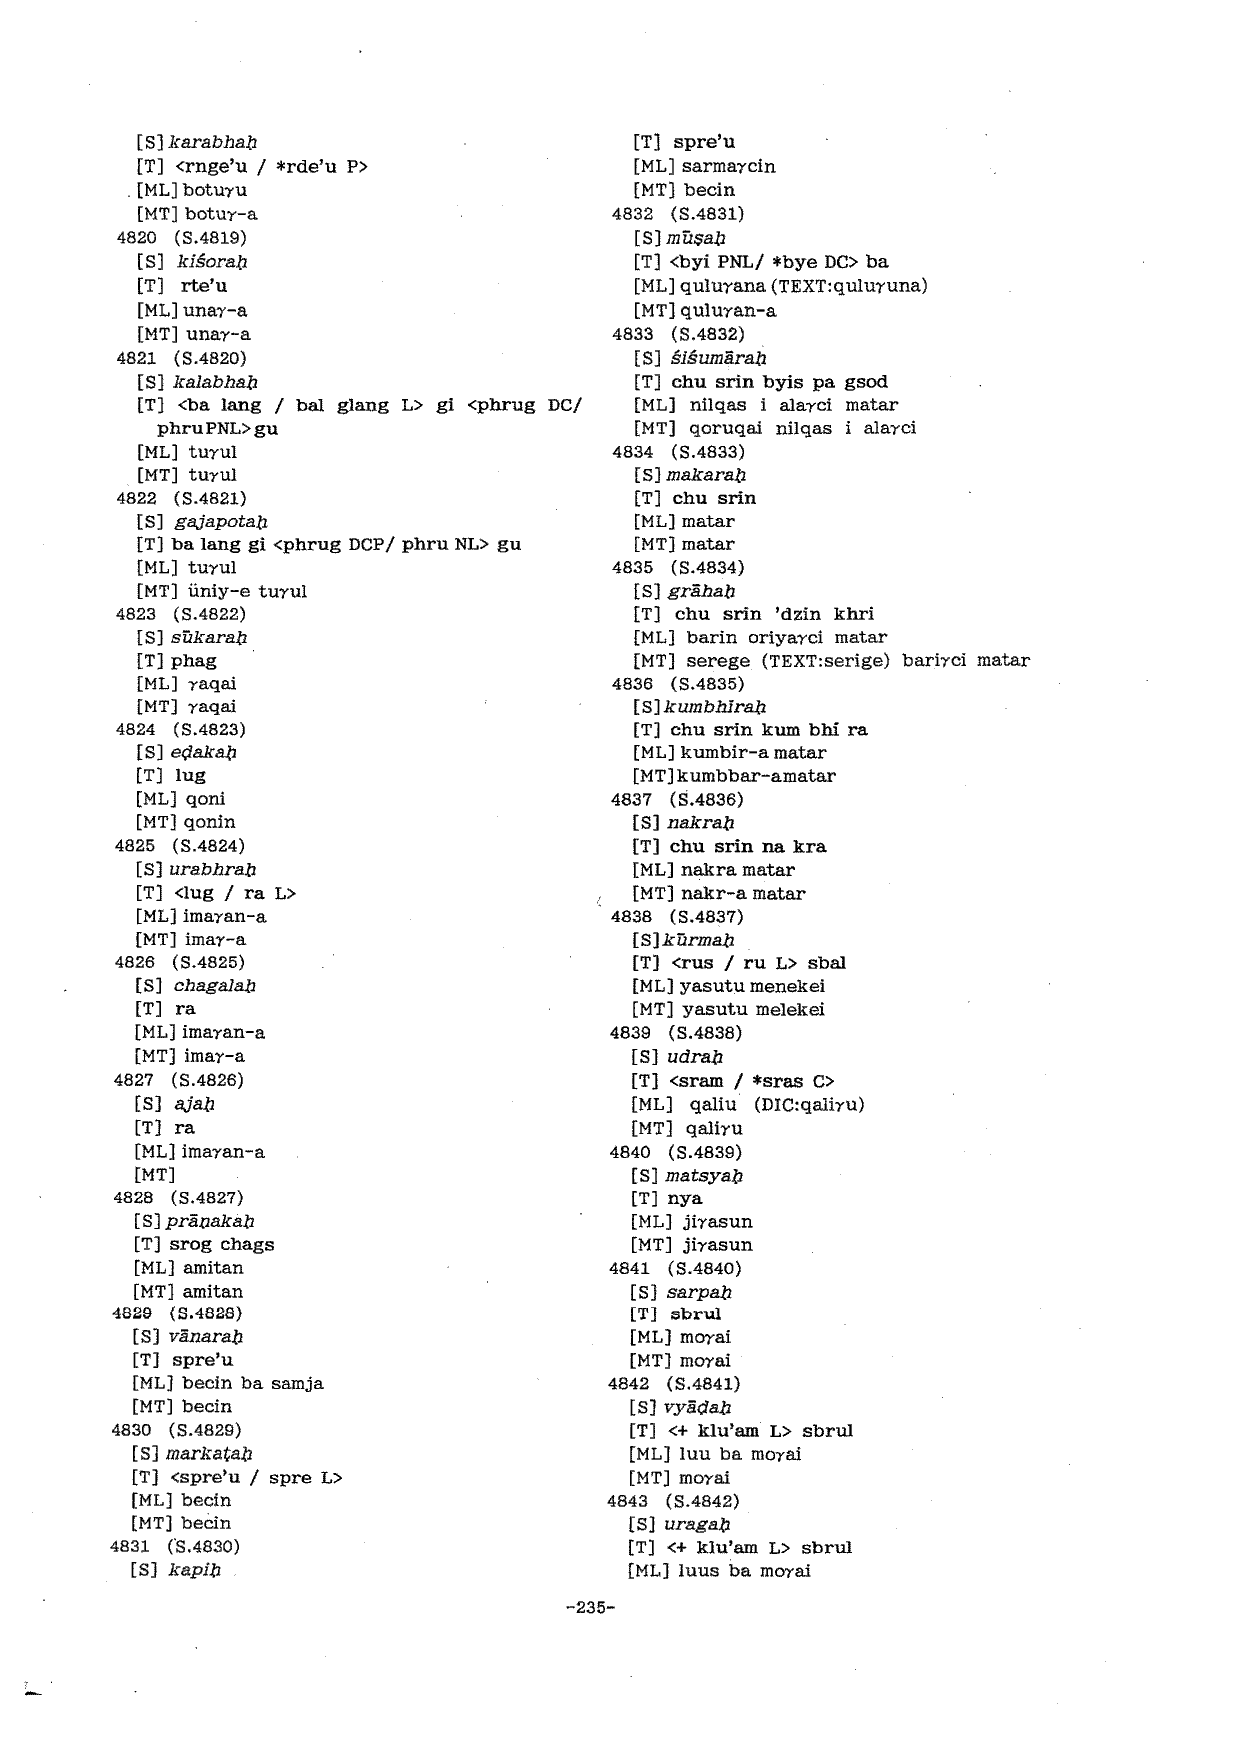 [S] karabhaḥ
[T] <rnge'u / *rde'u P>
[ML] botuγu
[MT] botuγ-a
4820 (S.4819)
[S] kiśoraḥ
[T] rte'u
[ML] unaγ-a
[MT] unaγ-a
4821 (S.4820)
[S] kalabhaḥ
[T] <ba lang / bal glang L> gi <phrug DC/
phru PNL> gu
[ML] tuγul
[MT] tuγul
4822 (S.4821)
[S] gajapotaḥ
[T] ba lang gi <phrug DCP/ phru NL> gu
[ML] tuγul
[MT] üniy-e tuγul
4823 (S.4822)
[S] sūkaraḥ
[T] phag
[ML] γaqai
[MT] γaqai
4824 (S.4823)
[S] eḍakaḥ
[T] lug
[ML] qoni
[MT] qonin
4825 (S.4824)
[S] urabhraḥ
[T] <lug / ra L>
[ML] imaγan-a
[MT] imaγ-a
4826 (S.4825)
[S] chagalaḥ
[T] ra
[ML] imaγan-a
[MT] imaγ-a
4827 (S.4826)
[S] ajaḥ
[T] ra
[ML] imaγan-a
[MT]
4828 (S.4827)
[S] prāṇakaḥ
[T] srog chags
[ML] amitan
[MT] amitan
4829 (S.4828)
[S] vānaraḥ
[T] spre'u
[ML] becin ba samja
[MT] becin
4830 (S.4829)
[S] markaṭaḥ
[T] <spre'u / spre L>
[ML] becin
[MT] becin
4831 (S.4830)
[S] kapiḥ
[T] spre'u
[ML] sarmaγcin
[MT] becin
4832 (S.4831)
[S] mūṣaḥ
[T] <byi PNL/ *bye DC> ba
[ML] quluγana (TEXT:quluγuna)
[MT] quluγan-a
4833 (S.4832)
[S] śiśumāraḥ
[T] chu srin byis pa gsod
[ML] nilqas i alaγci matar
[MT] qoruqai nilqas i alaγci
4834 (S.4833)
[S] makaraḥ
[T] chu srin
[ML] matar
[MT] matar
4835 (S.4834)
[S] grāhaḥ
[T] chu srin 'dzin khri
[ML] barin oriyaγci matar
[MT] serege (TEXT:serige) bariγci matar
4836 (S.4835)
[S] kumbhīraḥ
[T] chu srin kum bhi ra
[ML] kumbir-a matar
[MT] kumbbar-amatar
4837 (S.4836)
[S] nakraḥ
[T] chu srin na kra
[ML] nakra matar
[MT] nakr-a matar
4838 (S.4837)
[S] kūrmaḥ
[T] <rus / ru L> sbal
[ML] yasutu menekei
[MT] yasutu melekei
4839 (S.4838)
[S] udraḥ
[T] <sram / *sras C>
[ML] qaliu (DIC:qaliγu)
[MT] qaliγu
4840 (S.4839)
[S] matsyaḥ
[T] nya
[ML] jiγasun
[MT] jiγasun
4841 (S.4840)
[S] sarpaḥ
[T] sbrul
[ML] moγai
[MT] moγai
4842 (S.4841)
[S] vyāḍaḥ
[T] <+ klu'am L> sbrul
[ML] luu ba moγai
[MT] moγai
4843 (S.4842)
[S] uragaḥ
[T] <+ klu'am L> sbrul
[ML] luus ba moγai
-235-